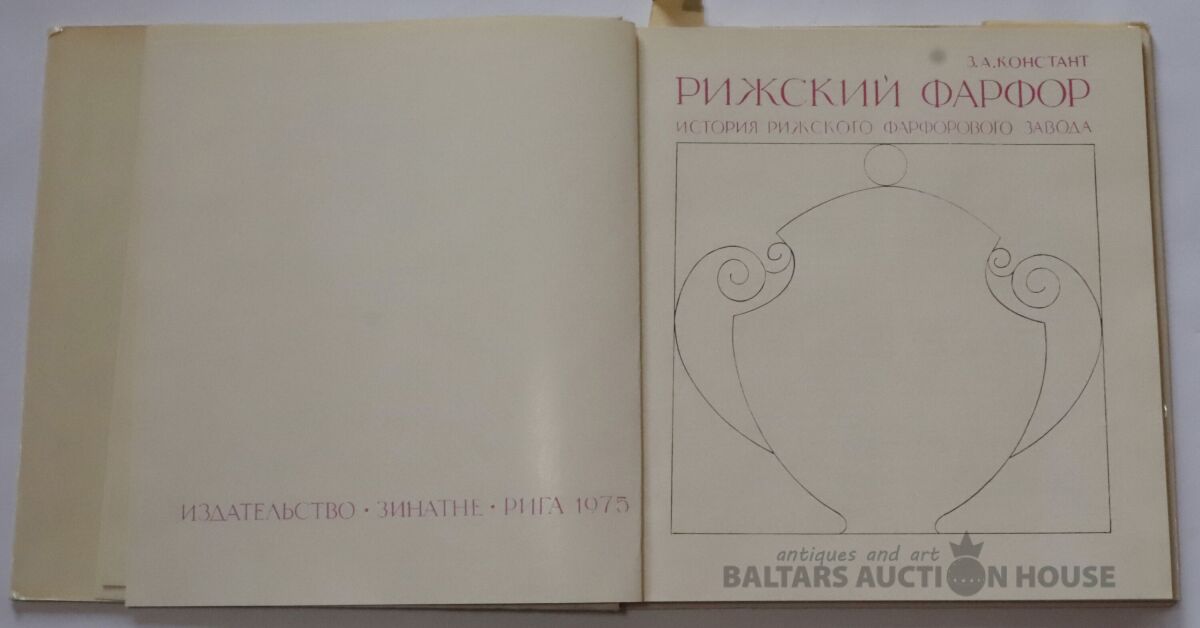 ИЗДАТЕЛЬСТВО · ЗИНАТНЕ · РИГА 1975
З.А.КОНСТАНТ
РИЖСКИЙ ФАРФОР
ИСТОРИЯ РИЖСКОГО ФАРФОРОВОГО ЗАВОДА
antiques and art
BALTARS AUCTION HOUSE